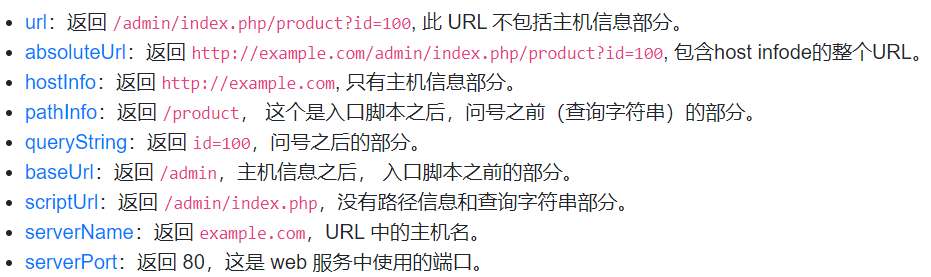 url：返回 /admin/index.php/product?id=100, 此 URL 不包括主机信息部分。
absoluteUrl：返回 http://example.com/admin/index.php/product?id=100, 包含host infode的整个URL。
hostInfo：返回 http://example.com, 只有主机信息部分。
pathInfo：返回 /product， 这个是入口脚本之后，问号之前（查询字符串）的部分。
queryString：返回 id=100，问号之后的部分。
baseUrl：返回 /admin，主机信息之后， 入口脚本之前的部分。
scriptUrl：返回 /admin/index.php，没有路径信息和查询字符串部分。
serverName：返回 example.com，URL 中的主机名。
serverPort：返回 80，这是 web 服务中使用的端口。